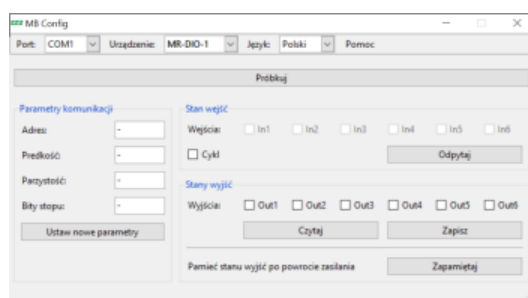 MB Config
Port: COM1 Urządzenie: MR-DIO-1 Język: Polski Pomoc
Próbkuj
Parametry komunikacji
Adres: -
Predkość: -
Parzystość: -
Bity stopu: -
Ustaw nowe parametry
Stan wejść
Wejścia: In1 In2 In3 In4 In5 In6
Cykl Odpytaj
Stany wyjść
Wyjścia: Out1 Out2 Out3 Out4 Out5 Out6
Czytaj Zapisz
Pamieć stanu wyjść po powrocie zasilania Zapamiętaj